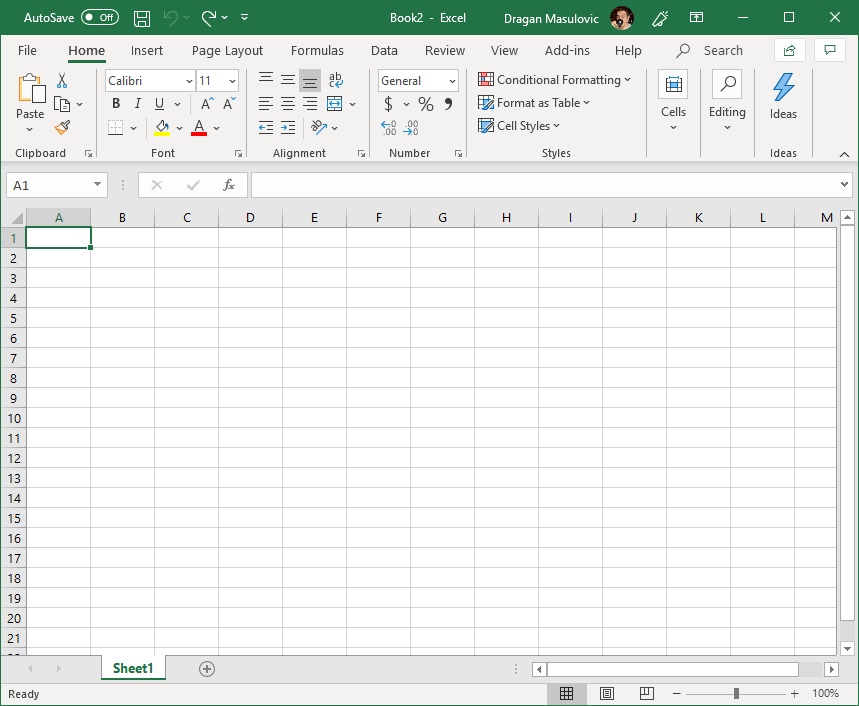 AutoSave Off Book2 - Excel Dragan Masulovic
File Home Insert Page Layout Formulas Data Review View Add-ins Help Search
Calibri 11 ab General Conditional Formatting
Paste B I U A A $ % 9 Format as Table Cells Editing Ideas
A Cell Styles
Clipboard Font Alignment Number Styles Ideas
A1 fx
A B C D E F G H I J K L M
1
2
3
4
5
6
7
8
9
10
11
12
13
14
15
16
17
18
19
20
21
Sheet1
Ready 100%